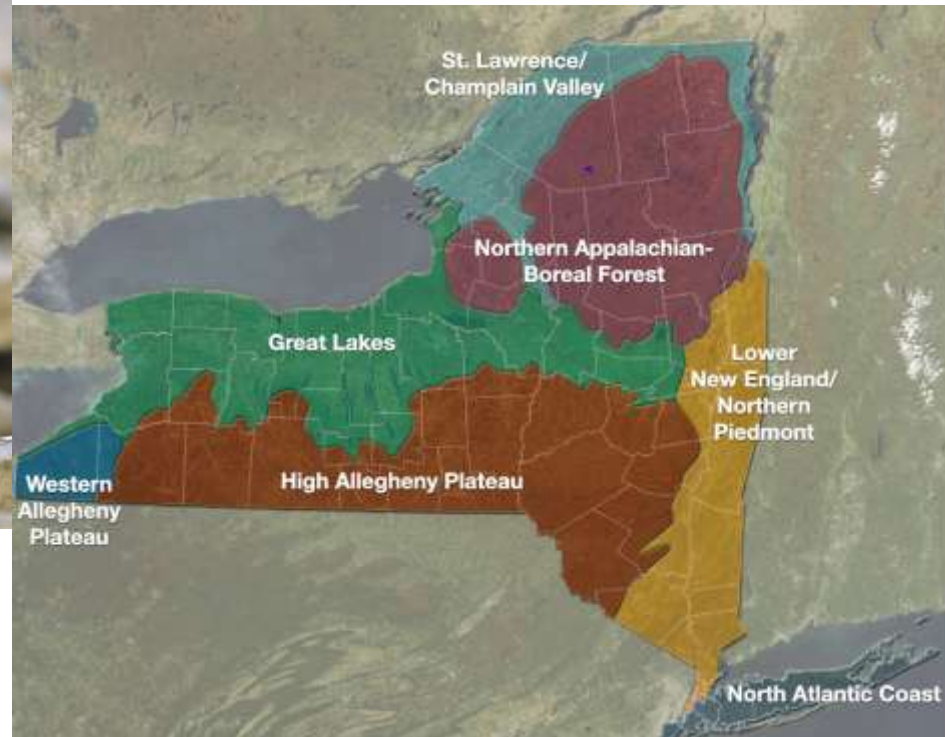 St. Lawrence/
Champlain Valley
Northern Appalachian-
Boreal Forest
Great Lakes
Lower
New England/
Northern
Piedmont
High Allegheny Plateau
Western
Allegheny
Plateau
North Atlantic Coast